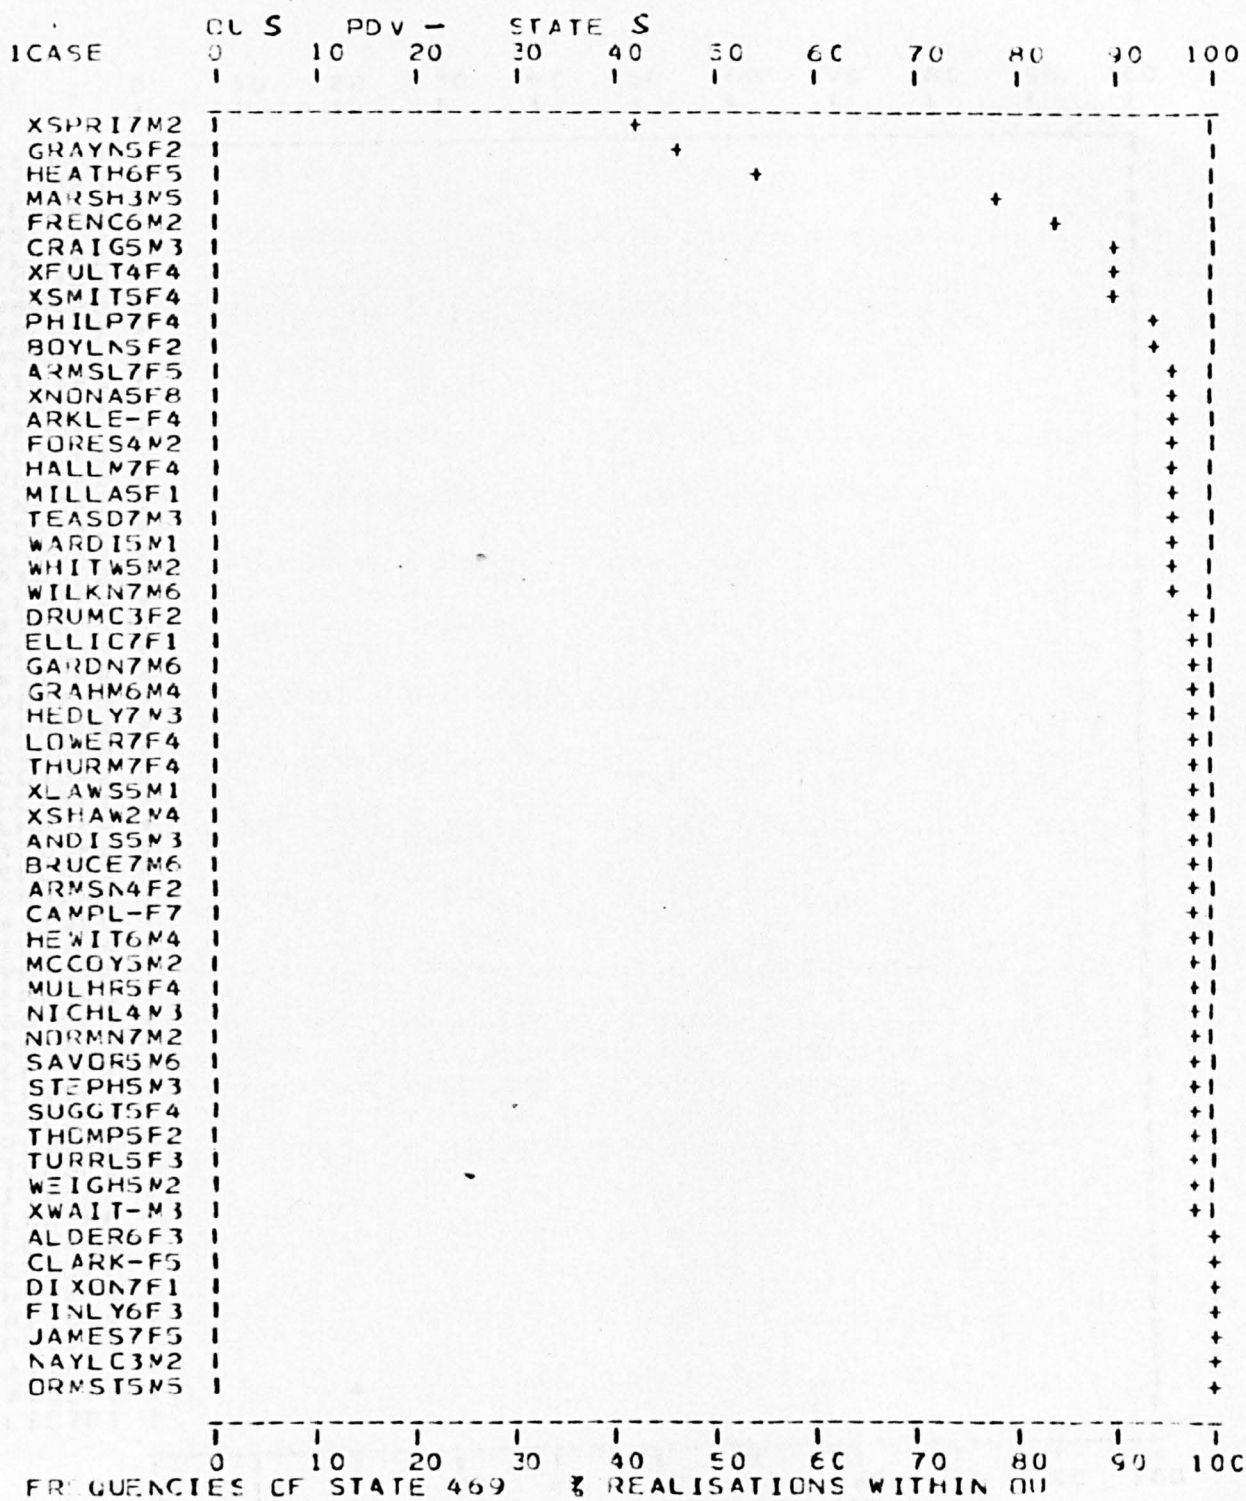 OU S PDV – STATE S
1CASE 0 10 20 30 40 50 60 70 80 90 100
XSPRI7M2
GRAYN5F2
HEATH6F5
MARSH3M5
FRENC6M2
CRAIG5M3
XFULT4F4
XSMIT5F4
PHILP7F4
BOYLN5F2
ARMSL7F5
XNONA5F8
ARKLE-F4
FORES4M2
HALLM7F4
MILLA5F1
TEASD7M3
WARDI5M1
WHITW5M2
WILKN7M6
DRUMC3F2
ELLIC7F1
GARDN7M6
GRAHM6M4
HEDLY7M3
LOWER7F4
THURM7F4
XLAWS5M1
XSHAW2M4
ANDIS5M3
BRUCE7M6
ARMSN4F2
CAMPL-F7
HEWIT6M4
MCCOY5M2
MULHR5F4
NICHL4M3
NORMN7M2
SAVOR5M6
STEPH5M3
SUGGT5F4
THOMP5F2
TURRL5F3
WEIGH5M2
XWAIT-M3
ALDER6F3
CLARK-F5
DIXON7F1
FINLY6F3
JAMES7F5
NAYLC3M2
ORMST5M5
0 10 20 30 40 50 60 70 80 90 100
FREQUENCIES OF STATE 469 % REALISATIONS WITHIN OU